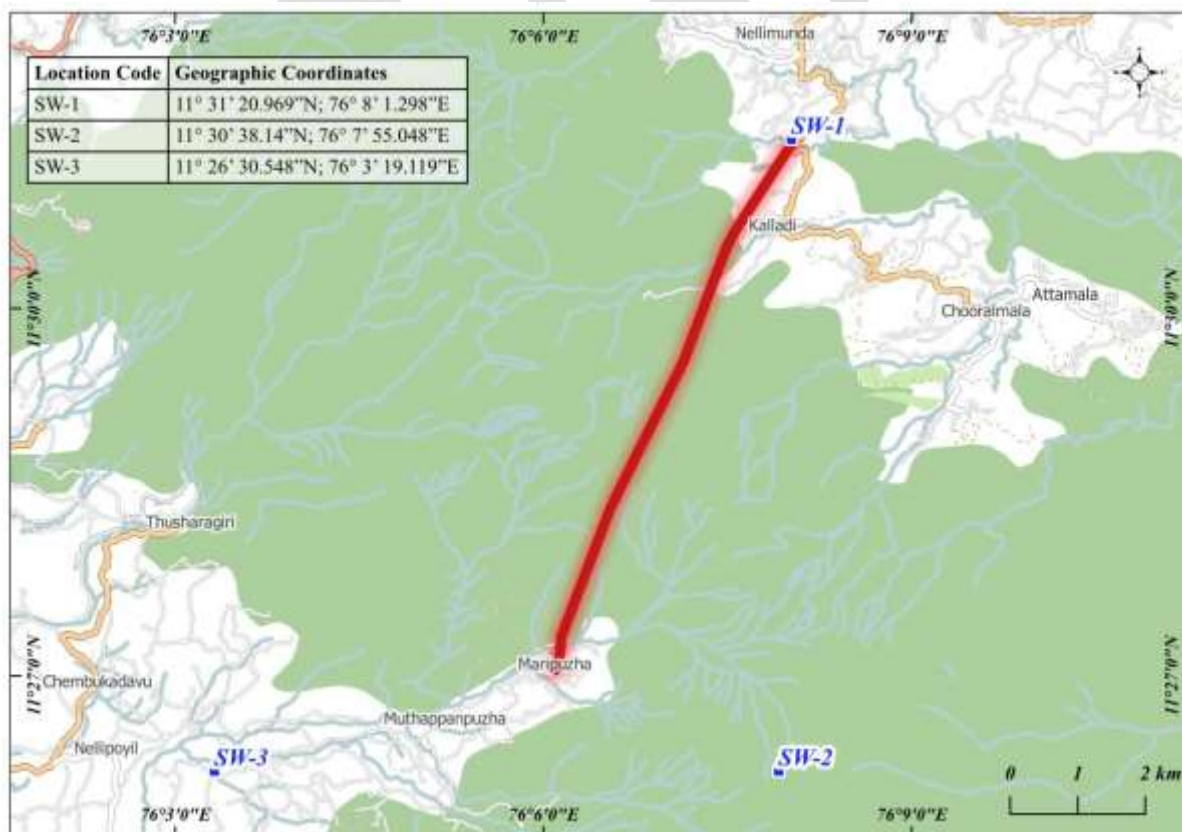 76°3'0"E 76°6'0"E 76°9'0"E
Nellimunda
Location Code Geographic Coordinates
SW-1 11° 31' 20.969"N; 76° 8' 1.298"E
SW-2 11° 30' 38.14"N; 76° 7' 55.048"E
SW-3 11° 26' 30.548"N; 76° 3' 19.119"E
SW-1
Kalladi
11°30'0"N 11°30'0"N
Attamala
Chooralmala
Thusharagiri
11°27'0"N 11°27'0"N
Maripuzha
Chembukadavu
Muthappanpuzha
Nellipoyil
SW-3 SW-2
0 1 2 km
76°3'0"E 76°6'0"E 76°9'0"E